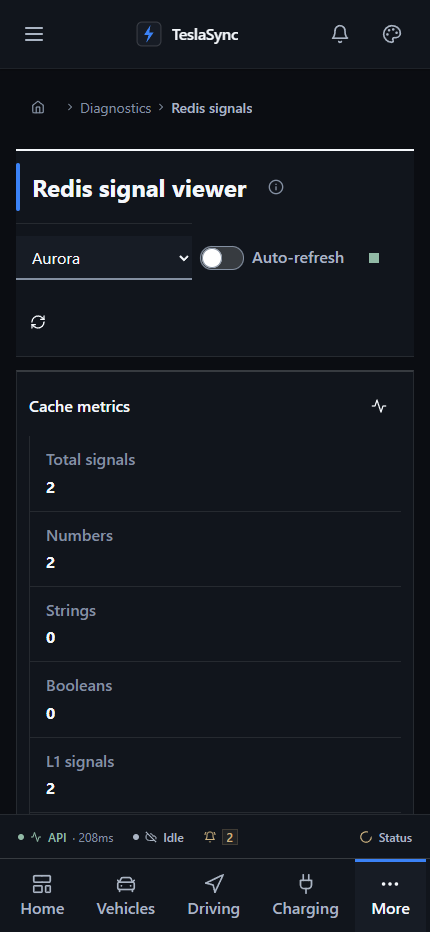 TeslaSync
Diagnostics
Redis signals
Redis signal viewer
Aurora
Auto-refresh
Cache metrics
Total signals
2
Numbers
2
Strings
0
Booleans
0
L1 signals
2
API · 208ms
Idle
2
Status
Home
Vehicles
Driving
Charging
More